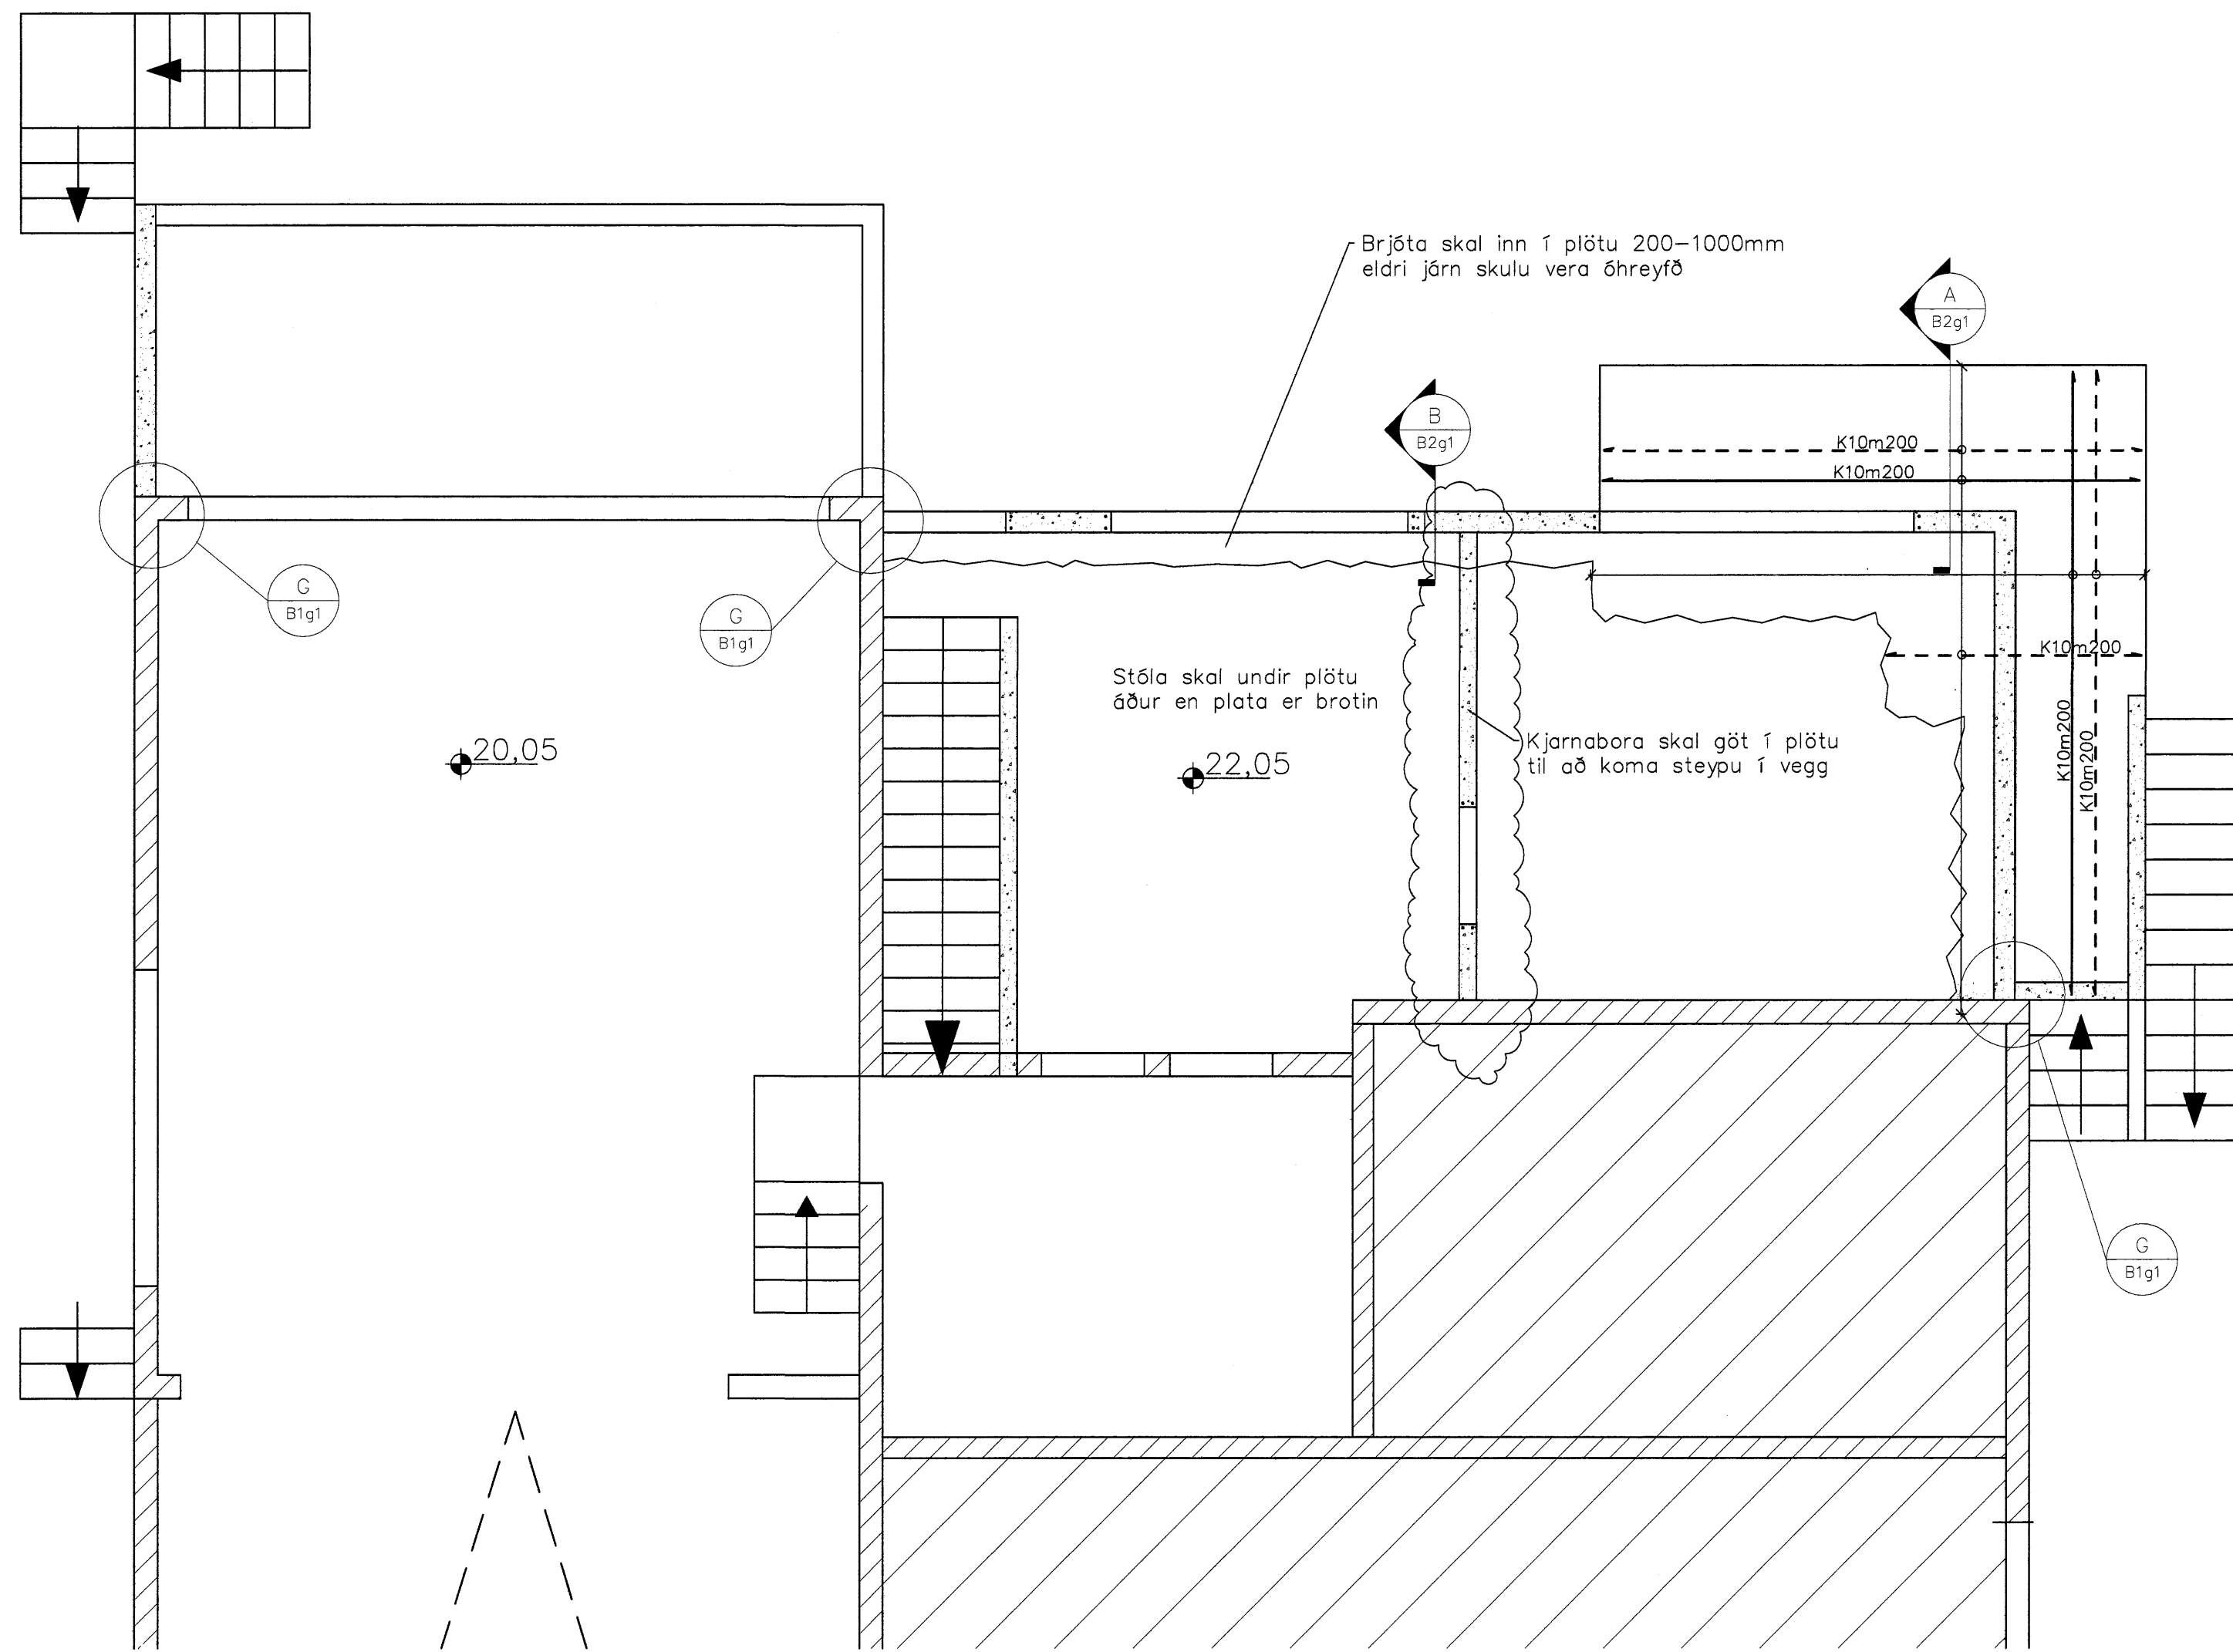 Brjóta skal inn í plötu 200-1000mm
eldri járn skulu vera óhreyfð
A
B2g1
B
B2g1
K10m200
K10m200
G
B1g1
G
B1g1
Stóla skal undir plötu
áður en plata er brotin
K10m200
K10m200
K10m200
Kjarnabora skal göt í plötu
til að koma steypu í vegg
20,05
22,05
G
B1g1